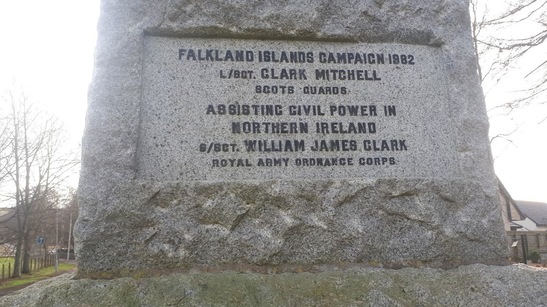 FALKLAND ISLANDS CAMPAIGN 1982
L/SGT. CLARK MITCHELL
SCOTS GUARDS
ASSISTING CIVIL POWER IN
NORTHERN IRELAND
S/SGT. WILLIAM JAMES CLARK
ROYAL ARMY ORDNANCE CORPS